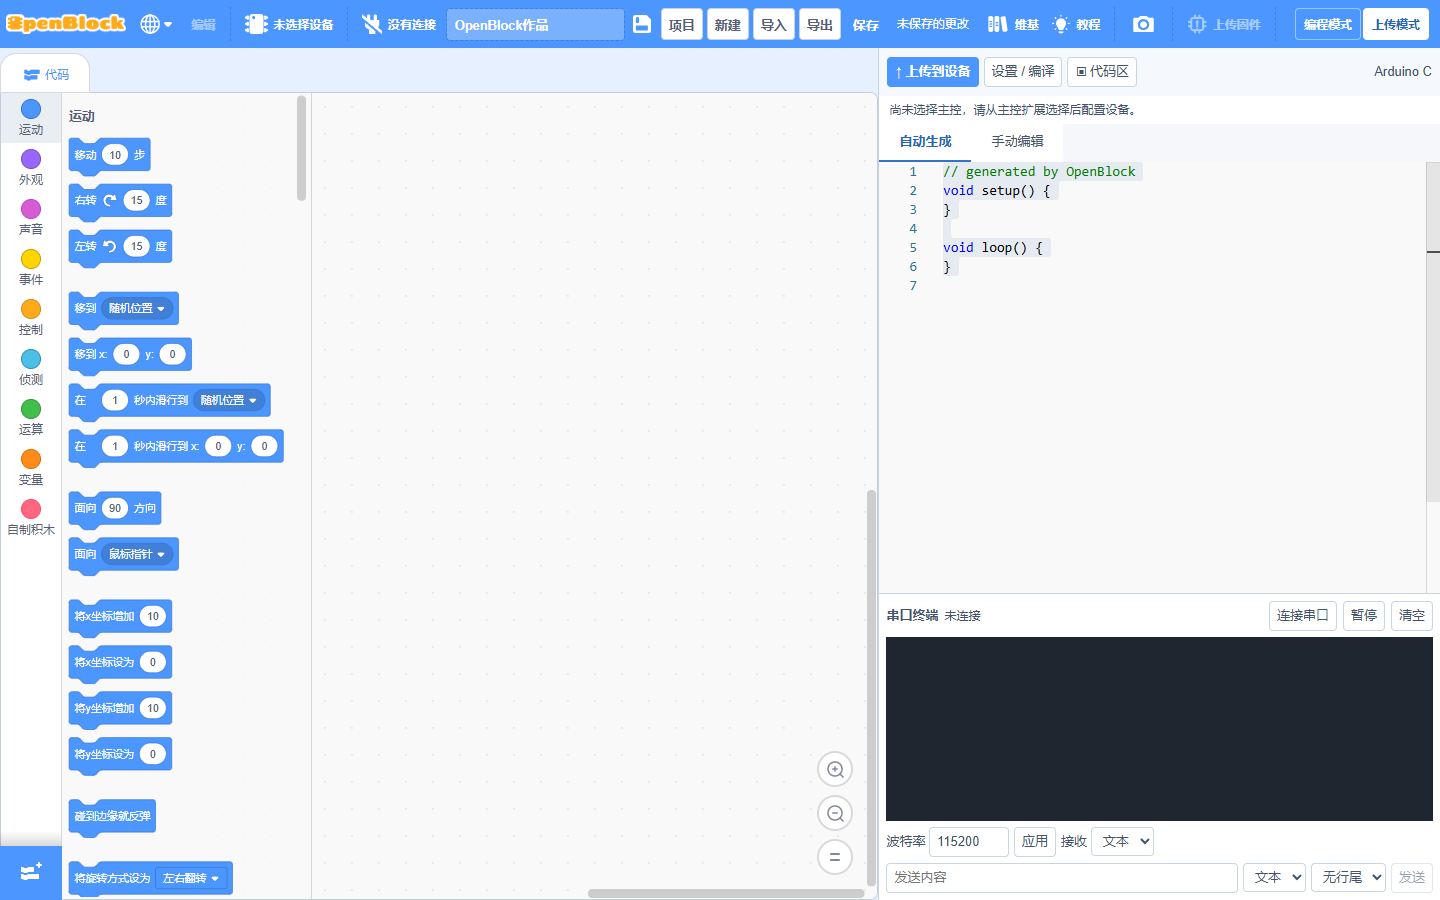 OpenBlock
编辑
未选择设备
没有连接
OpenBlock作品
项目
新建
导入
导出
保存
未保存的更改
维基
教程
上传固件
编程模式
上传模式
代码
运动
外观
声音
事件
控制
侦测
运算
变量
自制积木
运动
移动 10 步
右转 15 度
左转 15 度
移到 随机位置
移到 x: 0 y: 0
在 1 秒内滑行到 随机位置
在 1 秒内滑行到 x: 0 y: 0
面向 90 方向
面向 鼠标指针
将x坐标增加 10
将x坐标设为 0
将y坐标增加 10
将y坐标设为 0
碰到边缘就反弹
将旋转方式设为 左右翻转
↑ 上传到设备
设置 / 编译
▣ 代码区
Arduino C
尚未选择主控，请从主控扩展选择后配置设备。
自动生成
手动编辑
1 // generated by OpenBlock
2 void setup() {
3 }
4
5 void loop() {
6 }
7
串口终端 未连接
连接串口
暂停
清空
波特率 115200 应用 接收 文本
发送内容 文本 无行尾 发送